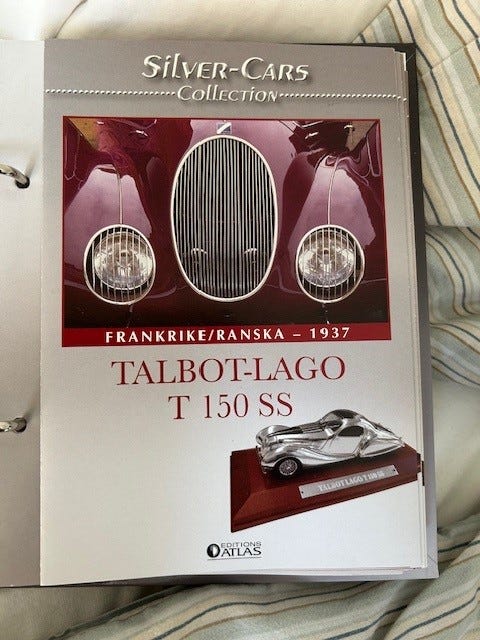 Silver-Cars
Collection
FRANKRIKE/RANSKA – 1937
TALBOT-LAGO
T 150 SS
TALBOT LAGO T 150 SS
EDITIONS
ATLAS